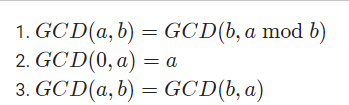 1. GCD(a, b) = GCD(b, a mod b)
2. GCD(0, a) = a
3. GCD(a, b) = GCD(b, a)